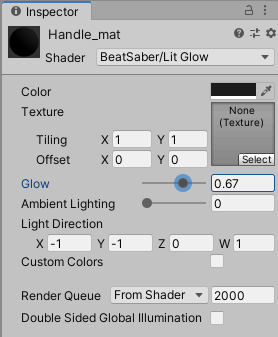 Inspector
Handle_mat
Shader BeatSaber/Lit Glow
Color
Texture
None
(Texture)
Tiling X 1 Y 1
Offset X 0 Y 0
Select
Glow 0.67
Ambient Lighting 0
Light Direction
X -1 Y -1 Z 0 W 1
Custom Colors
Render Queue From Shader 2000
Double Sided Global Illumination